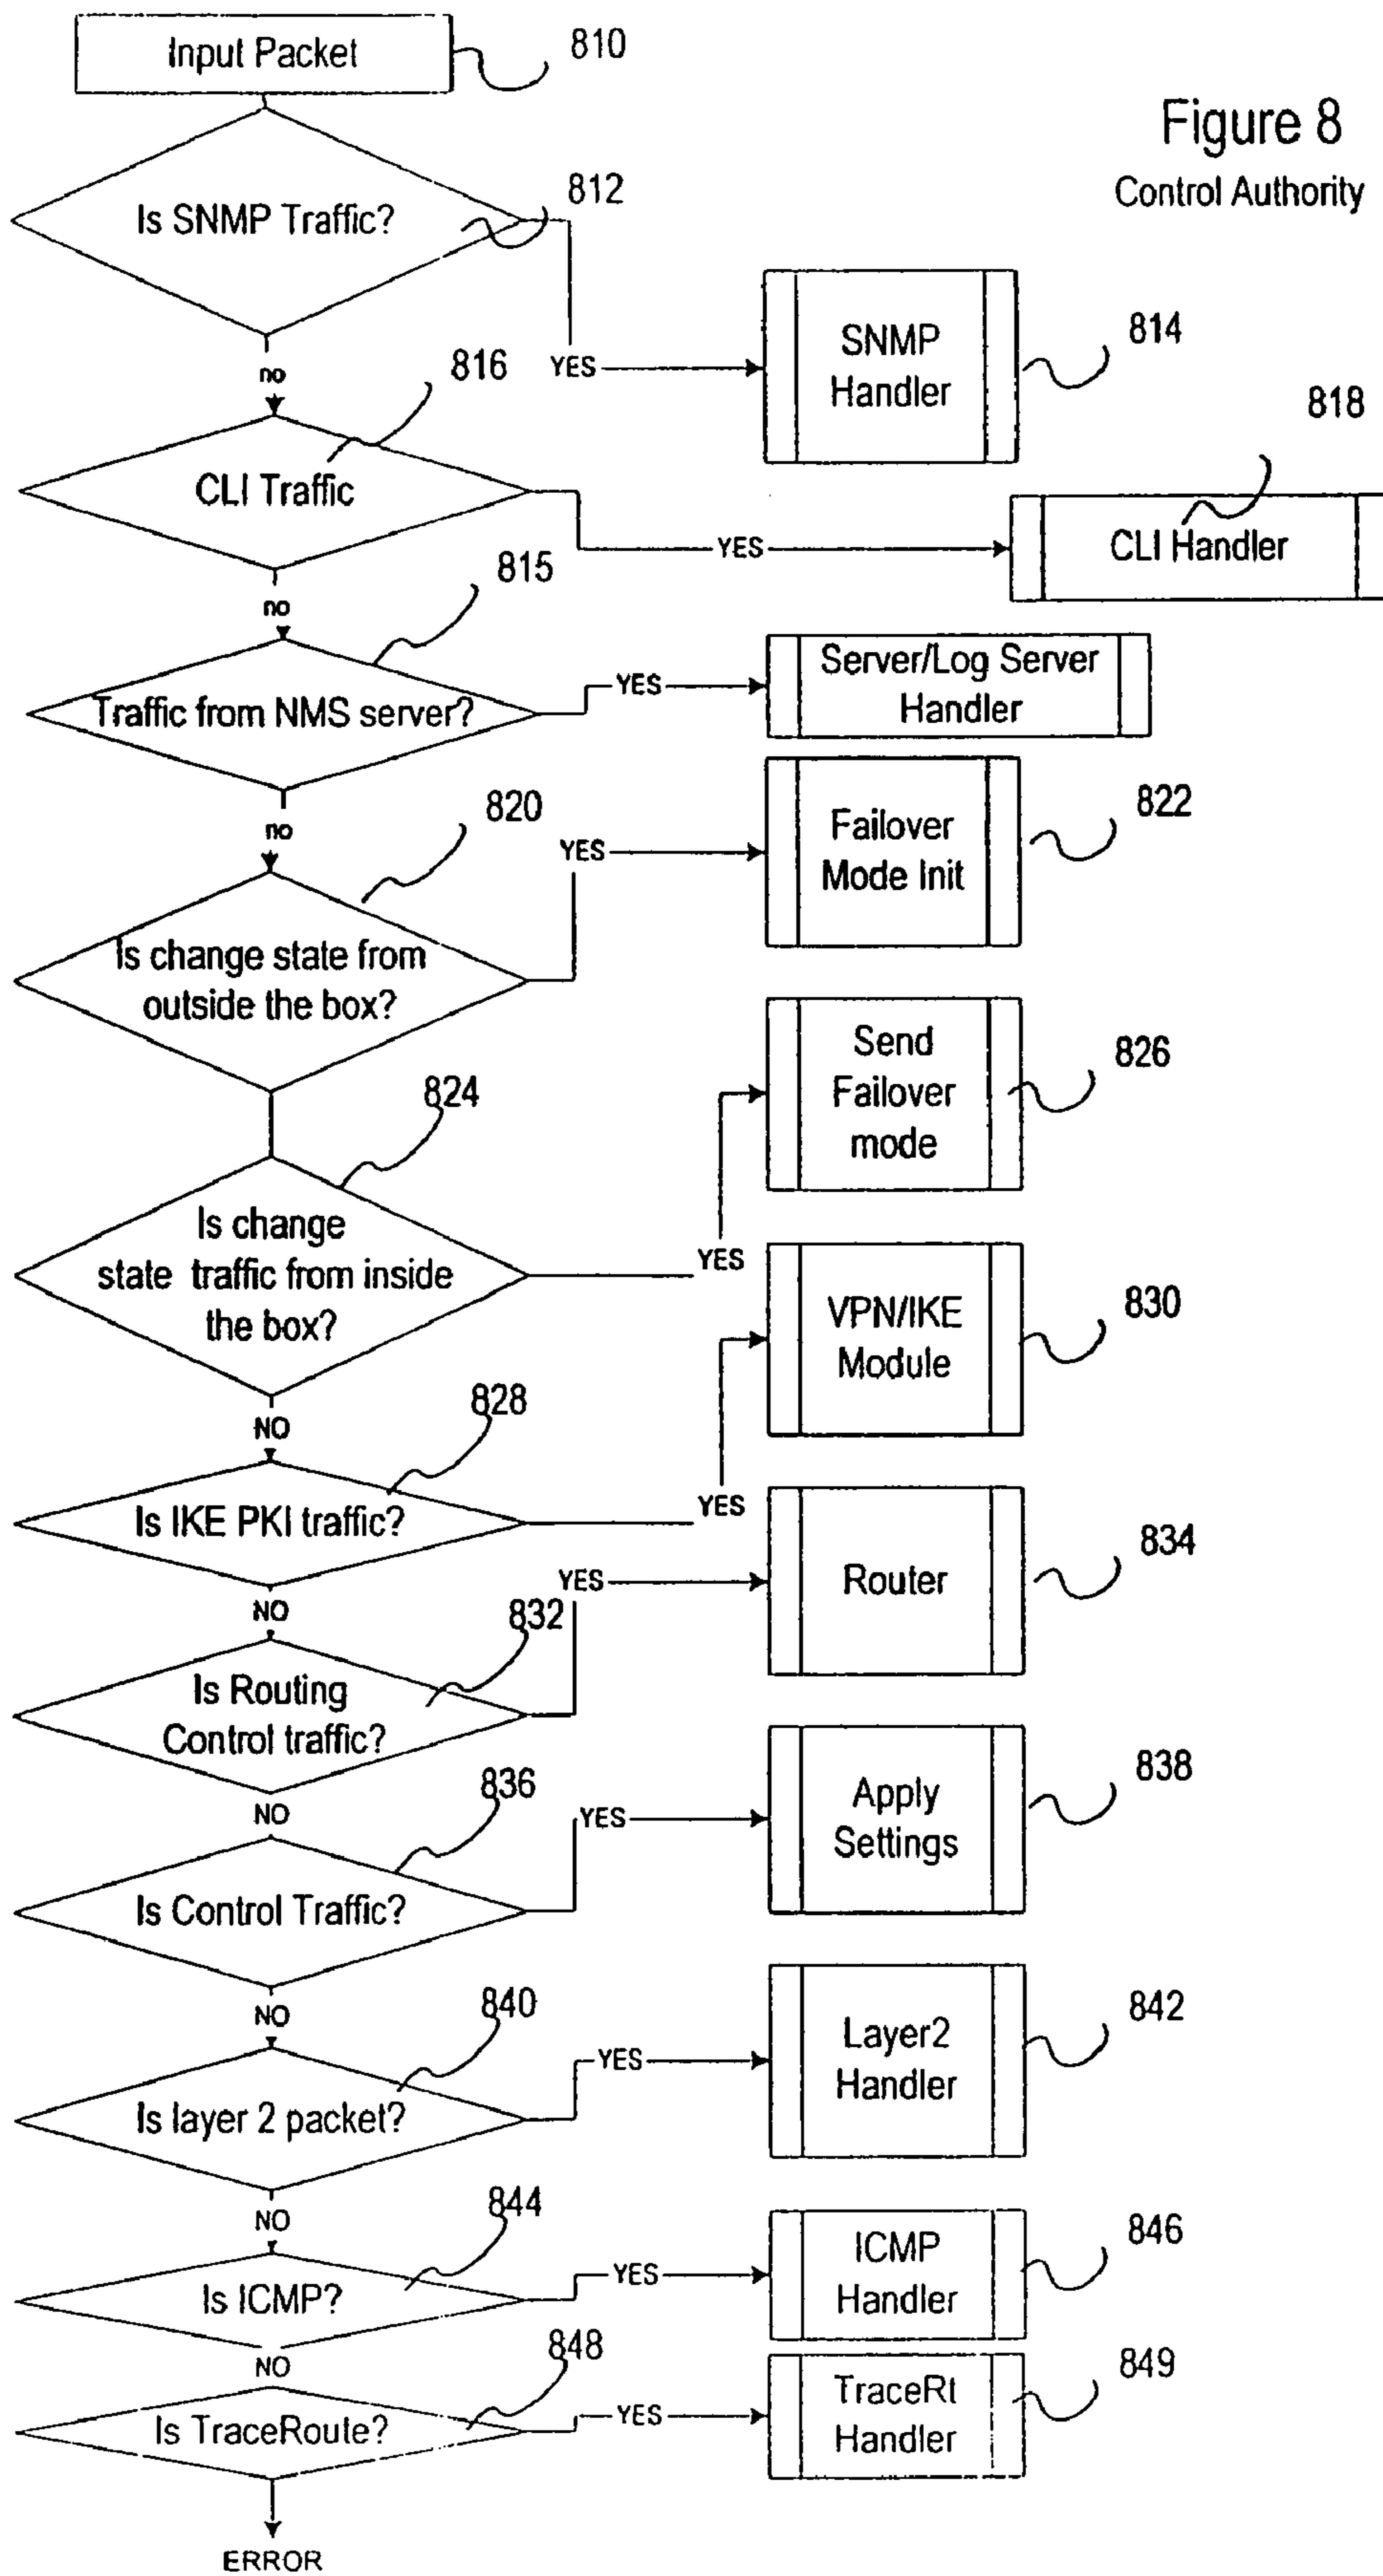 Input Packet
810
Figure 8
Control Authority
Is SNMP Traffic?
812
YES
SNMP
Handler
814
no
816
CLI Traffic
YES
CLI Handler
818
no
815
Traffic from NMS server?
YES
Server/Log Server
Handler
no
820
Is change state from
outside the box?
YES
Failover
Mode Init
822
824
Is change
state traffic from inside
the box?
YES
Send
Failover
mode
826
NO
828
Is IKE PKI traffic?
YES
VPN/IKE
Module
830
NO
832
Is Routing
Control traffic?
YES
Router
834
NO
836
Is Control Traffic?
YES
Apply
Settings
838
NO
840
Is layer 2 packet?
YES
Layer2
Handler
842
NO
844
Is ICMP?
YES
ICMP
Handler
846
NO
848
Is TraceRoute?
YES
TraceRt
Handler
849
ERROR